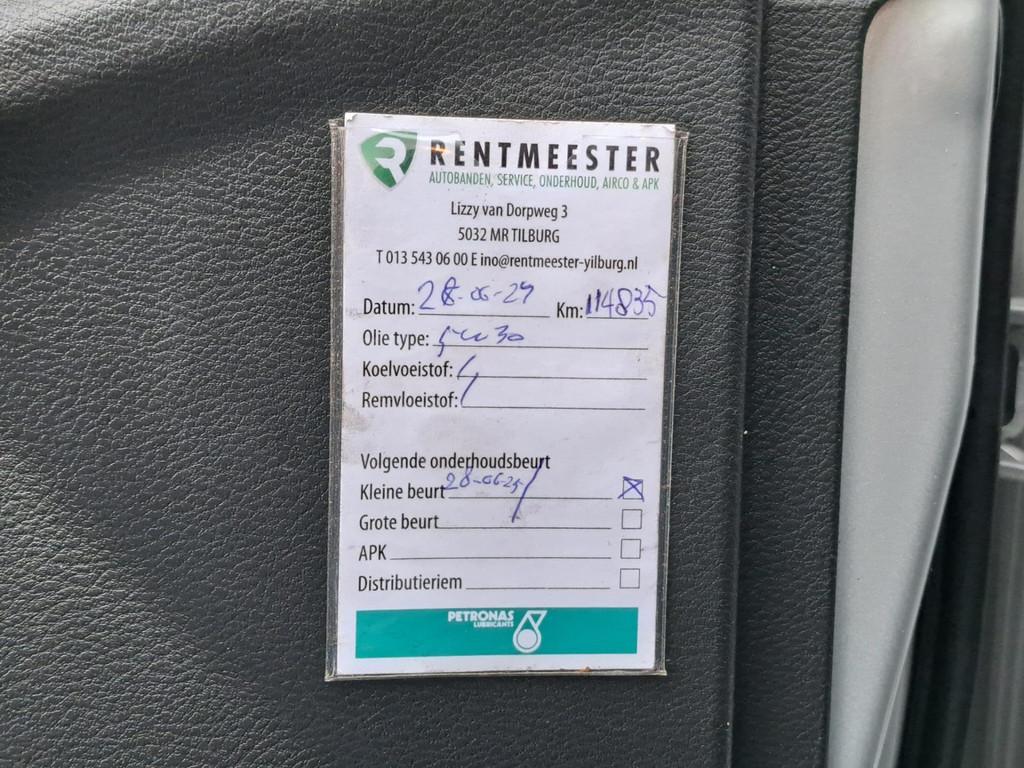 RENTMEESTER
AUTOBANDEN, SERVICE, ONDERHOUD, AIRCO & APK
Lizzy van Dorpweg 3
5032 MR TILBURG
T 013 543 06 00 E ino@rentmeester-yilburg.nl
Datum: 28-06-24 Km: 114835
Olie type: 5w30
Koelvoeistof:
Remvloeistof:
Volgende onderhoudsbeurt
Kleine beurt 28-06-25
Grote beurt
APK
Distributieriem
PETRONAS
LUBRICANTS